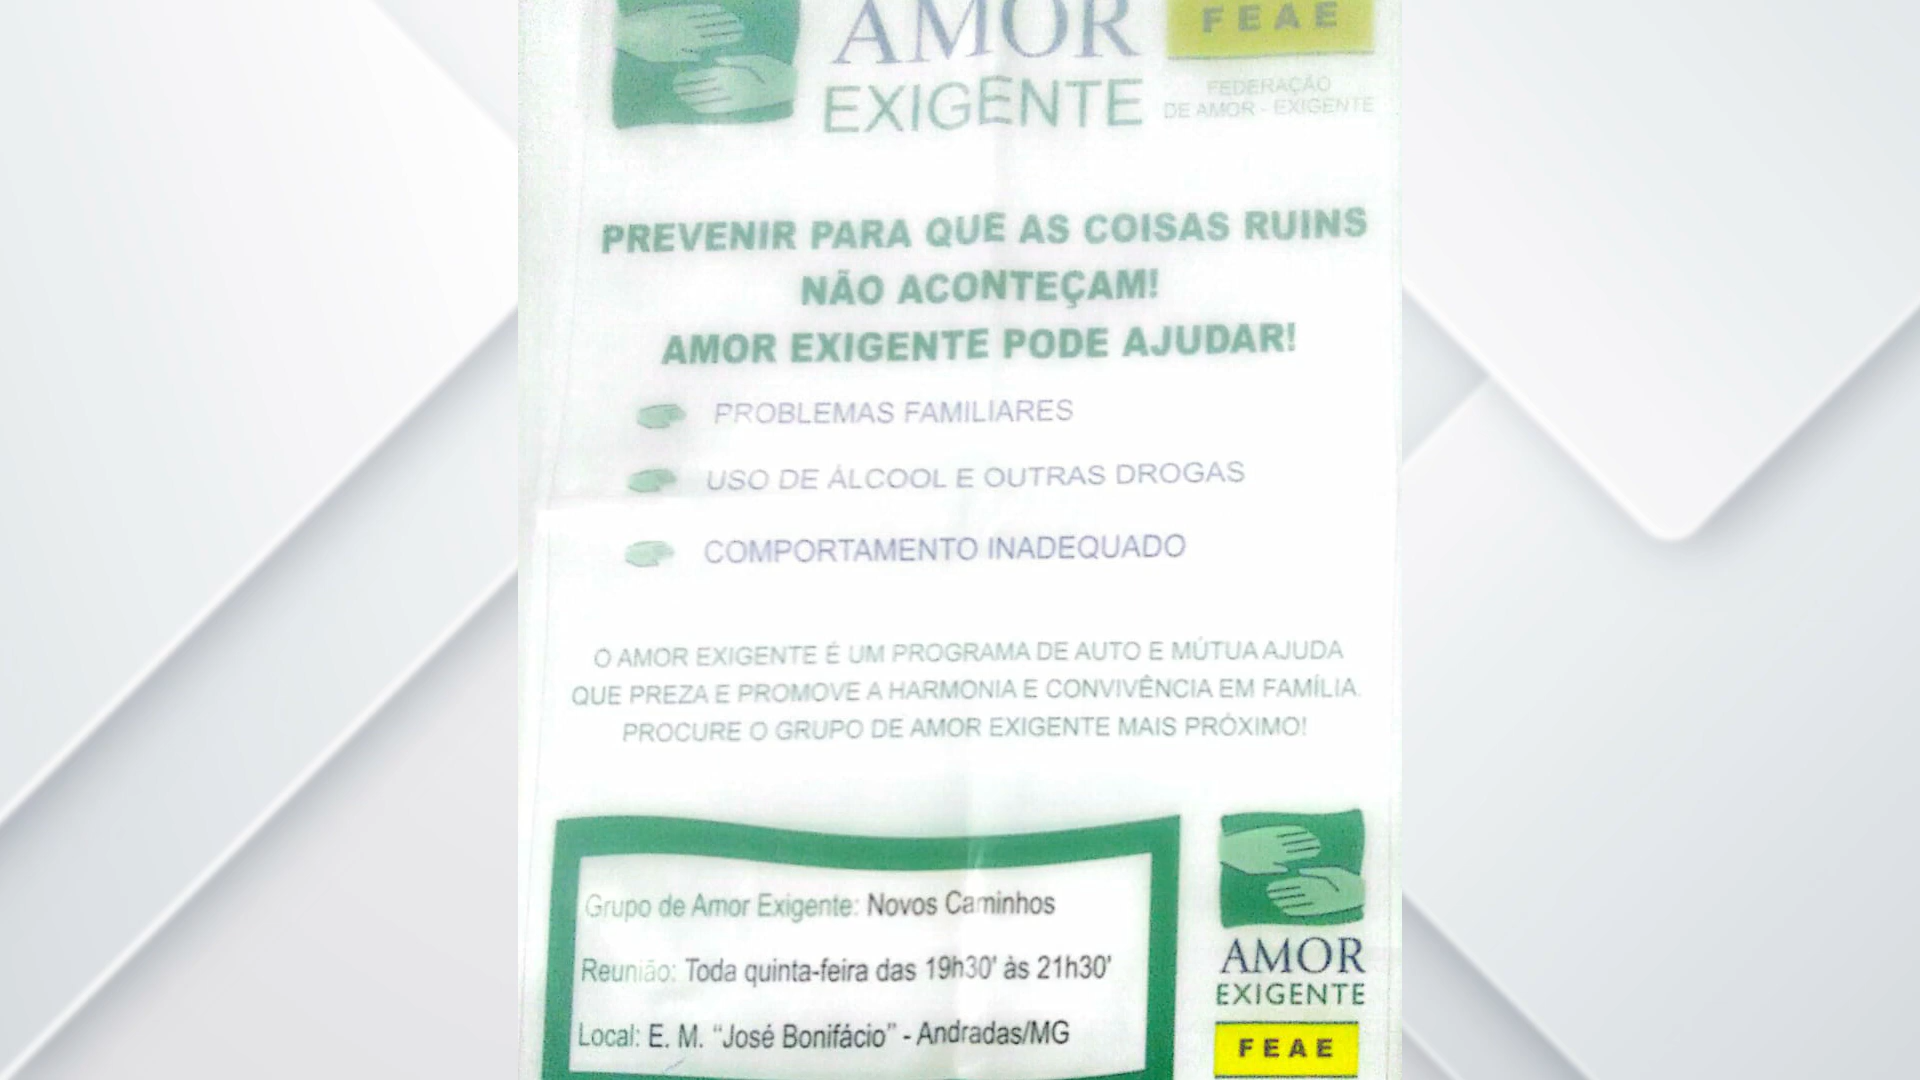 AMOR
EXIGENTE
FEAE
FEDERAÇÃO
DE AMOR - EXIGENTE
PREVENIR PARA QUE AS COISAS RUINS
NÃO ACONTEÇAM!
AMOR EXIGENTE PODE AJUDAR!
PROBLEMAS FAMILIARES
USO DE ÁLCOOL E OUTRAS DROGAS
COMPORTAMENTO INADEQUADO
O AMOR EXIGENTE É UM PROGRAMA DE AUTO E MÚTUA AJUDA
QUE PREZA E PROMOVE A HARMONIA E CONVIVÊNCIA EM FAMÍLIA.
PROCURE O GRUPO DE AMOR EXIGENTE MAIS PRÓXIMO!
Grupo de Amor Exigente: Novos Caminhos
Reunião: Toda quinta-feira das 19h30' às 21h30'
Local: E. M. "José Bonifácio" - Andradas/MG
AMOR
EXIGENTE
FEAE